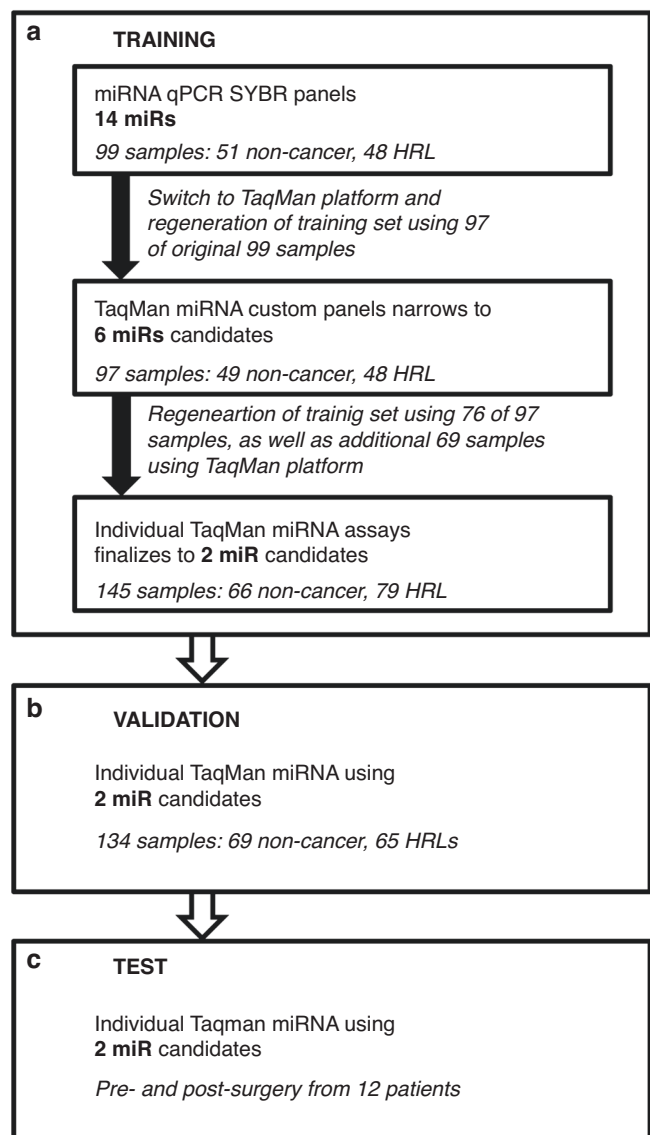 a TRAINING
miRNA qPCR SYBR panels
14 miRs
99 samples: 51 non-cancer, 48 HRL
Switch to TaqMan platform and
regeneration of training set using 97
of original 99 samples
TaqMan miRNA custom panels narrows to
6 miRs candidates
97 samples: 49 non-cancer, 48 HRL
Regeneartion of trainig set using 76 of 97
samples, as well as additional 69 samples
using TaqMan platform
Individual TaqMan miRNA assays
finalizes to 2 miR candidates
145 samples: 66 non-cancer, 79 HRL
b VALIDATION
Individual TaqMan miRNA using
2 miR candidates
134 samples: 69 non-cancer, 65 HRLs
c TEST
Individual Taqman miRNA using
2 miR candidates
Pre- and post-surgery from 12 patients